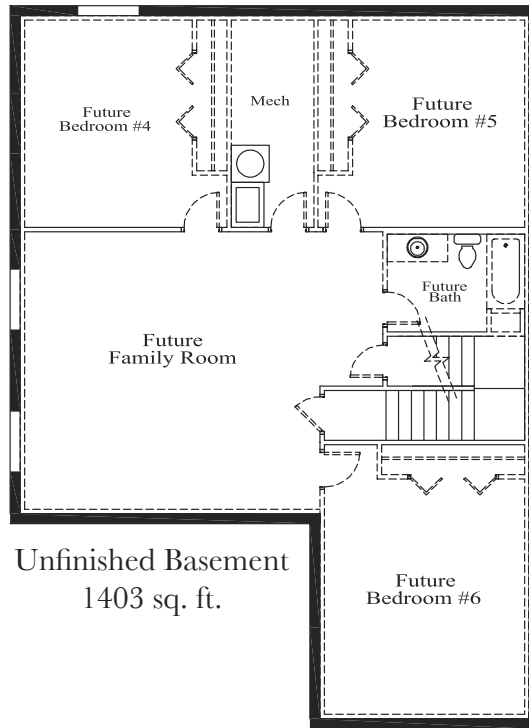 Future
Bedroom #4
Mech
Future
Bedroom #5
Future
Bath
Future
Family Room
Unfinished Basement
1403 sq. ft.
Future
Bedroom #6